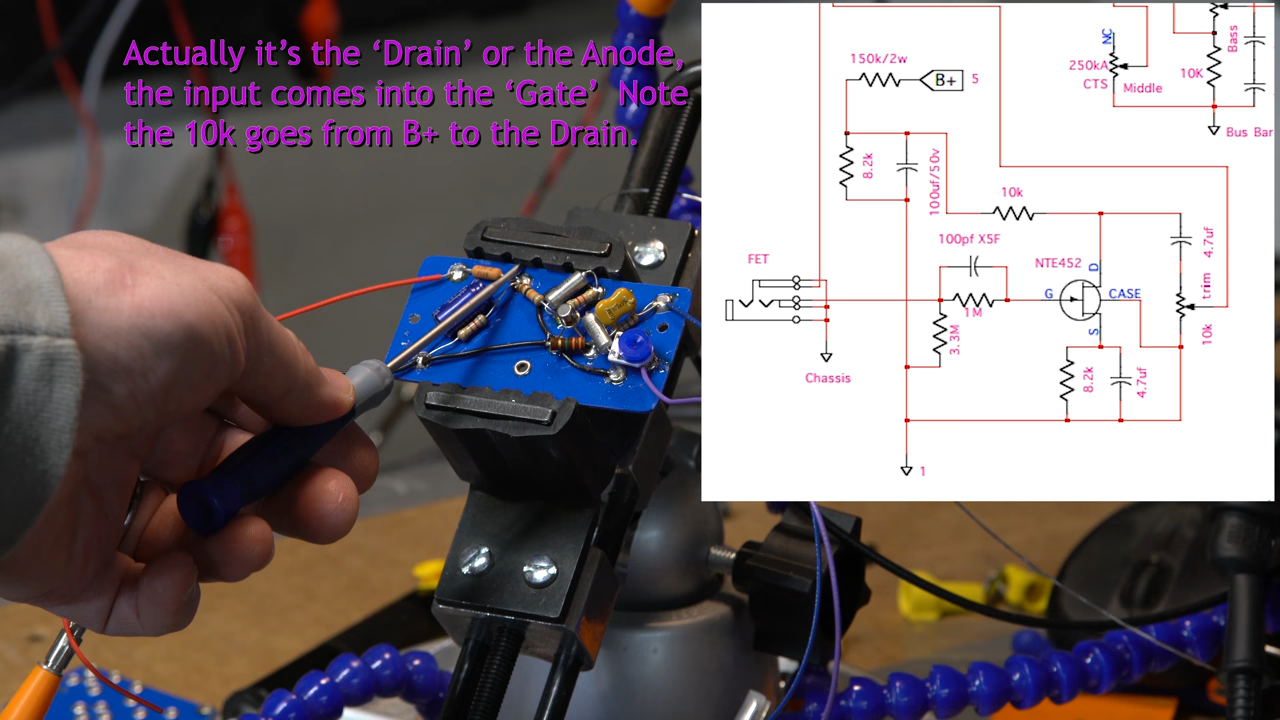 Actually it's the 'Drain' or the Anode,
the input comes into the 'Gate' Note
the 10k goes from B+ to the Drain.
150k/2w
B+
5
8.2k
100uf/50v
NC
250kA
CTS
Middle
10K
Bass
Bus Bar
10k
100pf X5F
1M
3.3M
NTE452
G
D
S
CASE
4.7uf
trim
10k
8.2k
4.7uf
FET
Chassis
1